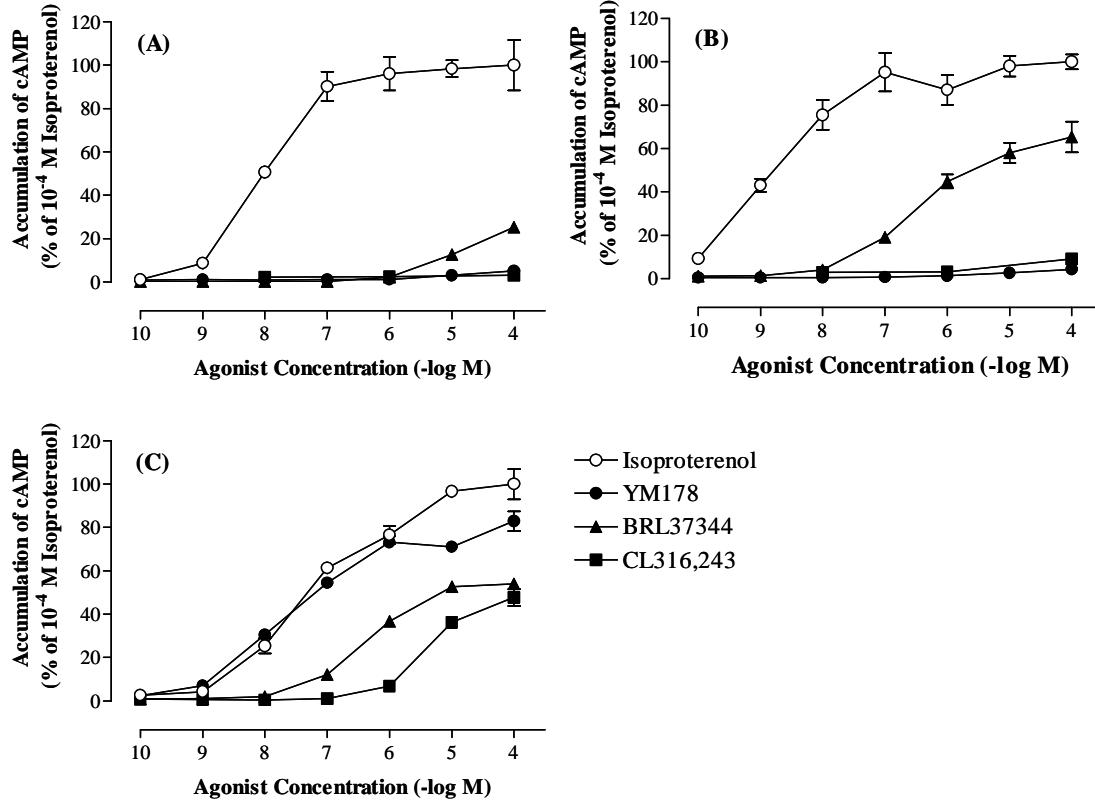 (A)
Accumulation of cAMP
(% of 10⁻⁴ M Isoproterenol)
120
100
80
60
40
20
0
10 9 8 7 6 5 4
Agonist Concentration (-log M)
(B)
Accumulation of cAMP
(% of 10⁻⁴ M Isoproterenol)
120
100
80
60
40
20
0
10 9 8 7 6 5 4
Agonist Concentration (-log M)
(C)
Accumulation of cAMP
(% of 10⁻⁴ M Isoproterenol)
120
100
80
60
40
20
0
10 9 8 7 6 5 4
Agonist Concentration (-log M)
Isoproterenol
YM178
BRL37344
CL316,243